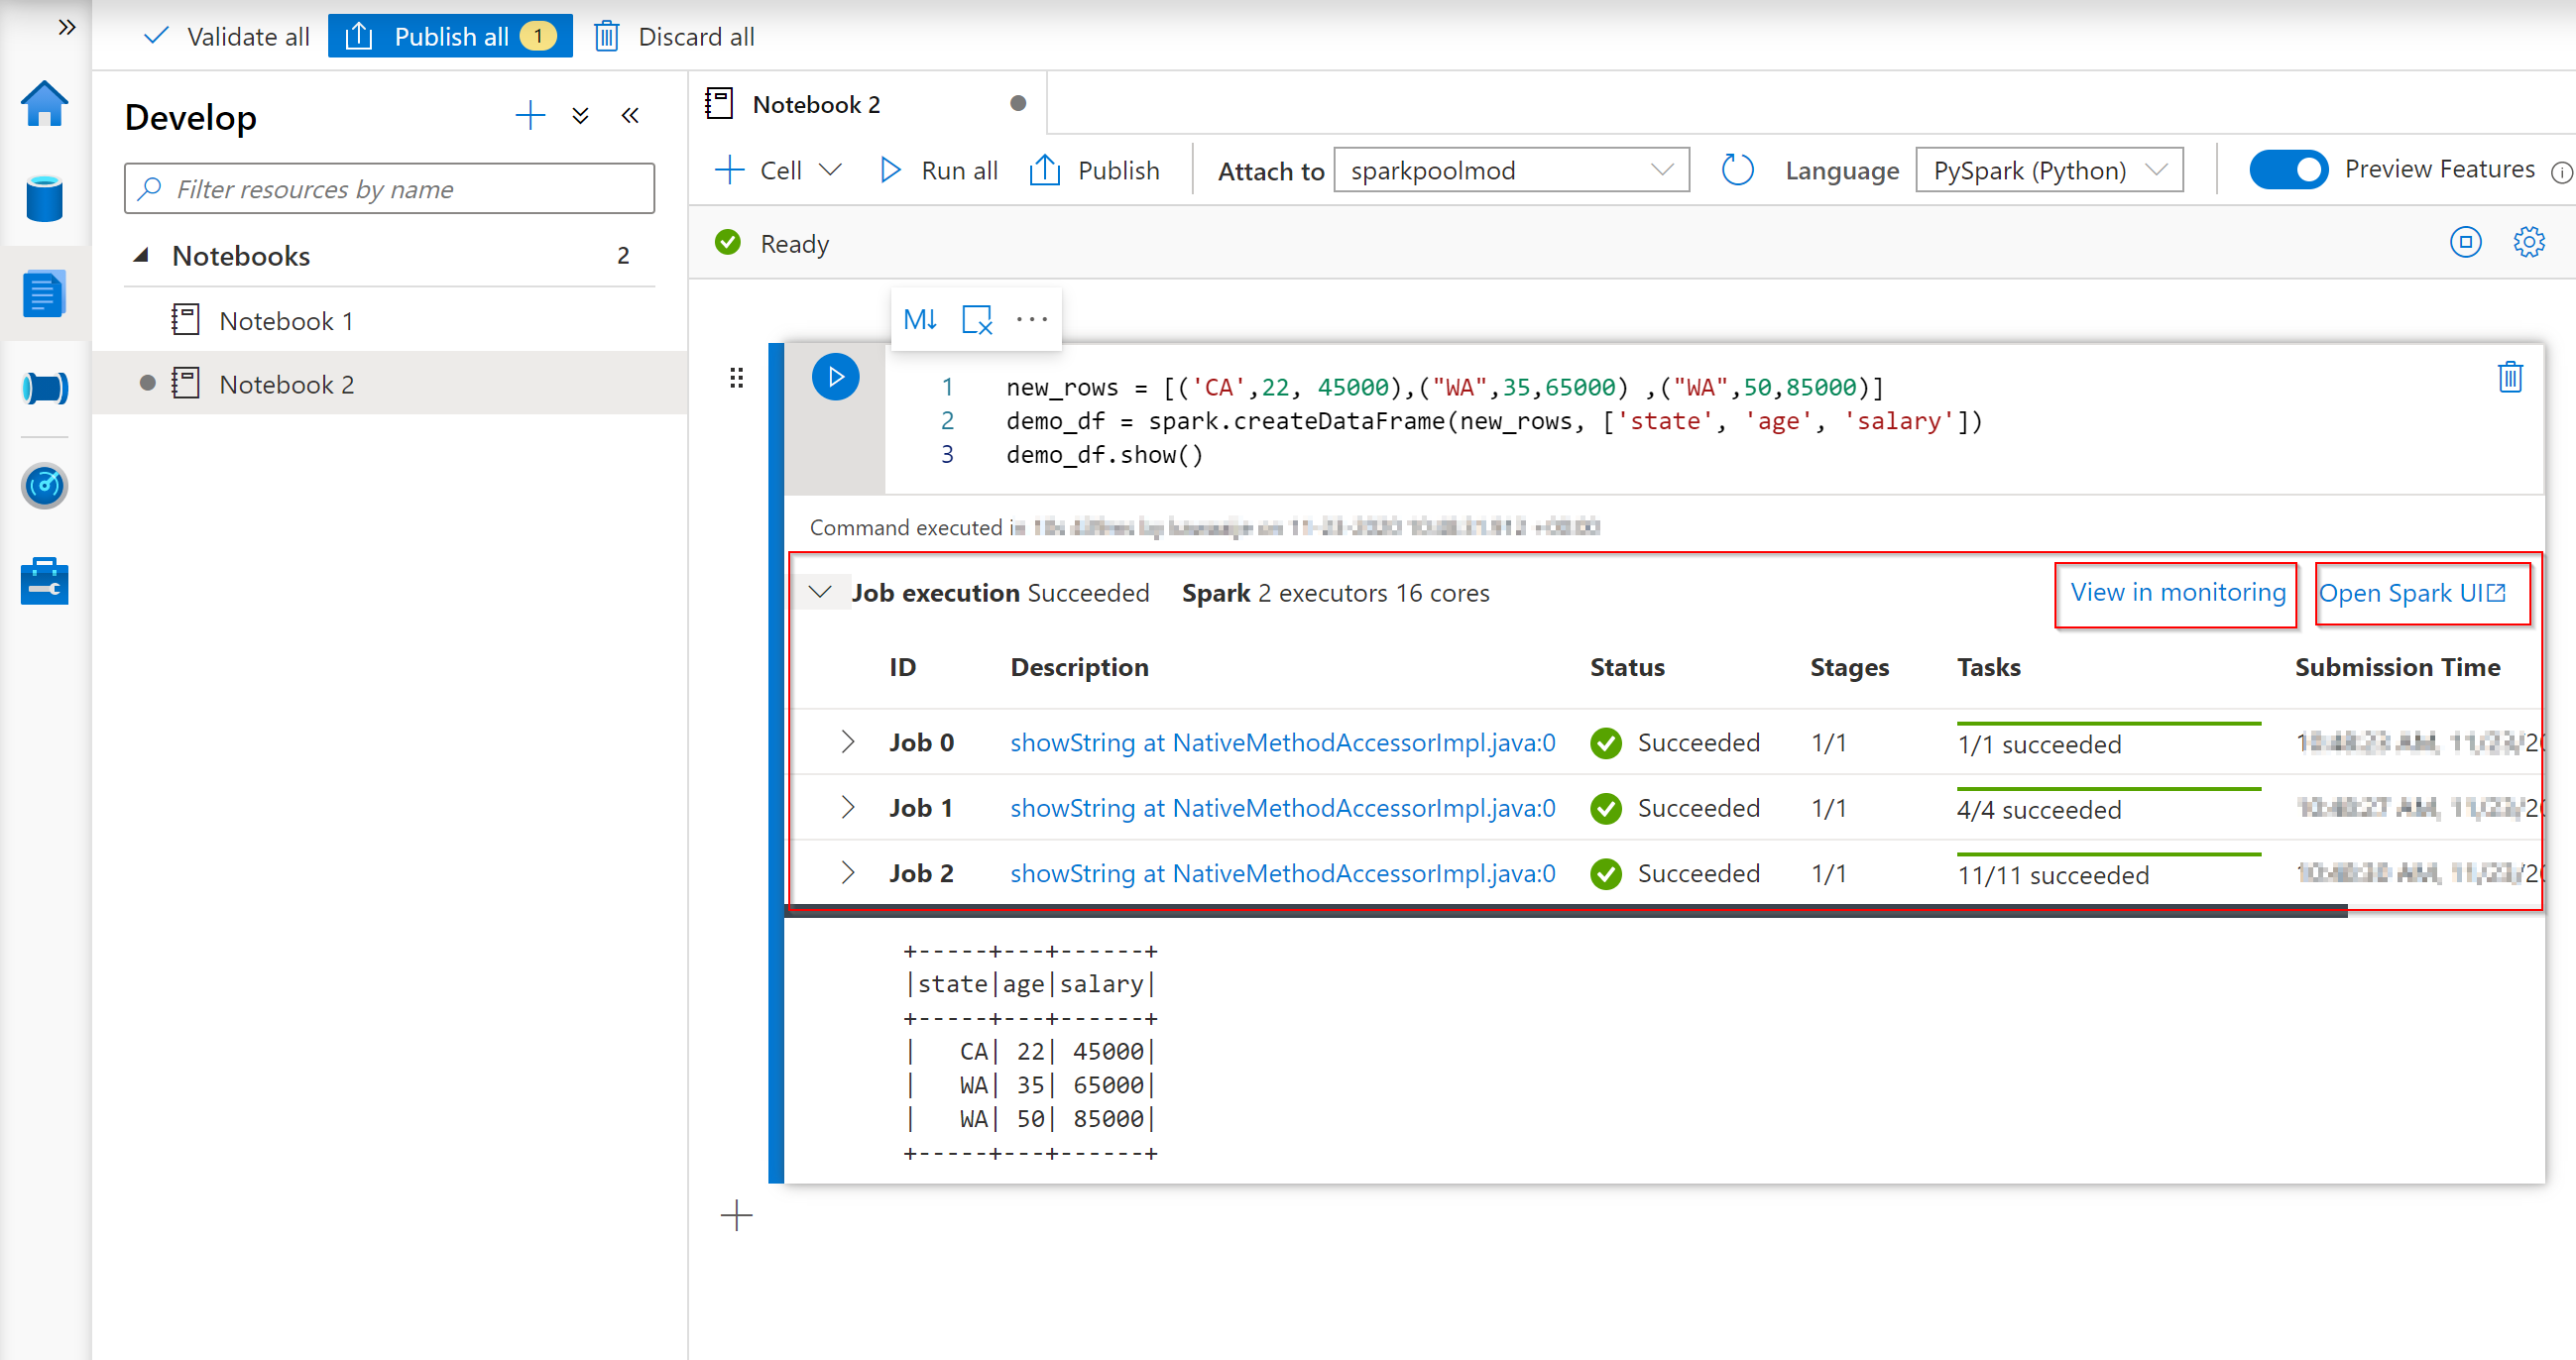 Validate all Publish all 1 Discard all
Develop
Filter resources by name
Notebooks 2
Notebook 1
Notebook 2
Notebook 2
Cell Run all Publish Attach to sparkpoolmod Language PySpark (Python) Preview Features
Ready
M↓ ···
1 new_rows = [('CA',22, 45000),("WA",35,65000) ,("WA",50,85000)]
2 demo_df = spark.createDataFrame(new_rows, ['state', 'age', 'salary'])
3 demo_df.show()
Command executed
Job execution Succeeded Spark 2 executors 16 cores View in monitoring Open Spark UI
ID Description Status Stages Tasks Submission Time
Job 0 showString at NativeMethodAccessorImpl.java:0 Succeeded 1/1 1/1 succeeded
Job 1 showString at NativeMethodAccessorImpl.java:0 Succeeded 1/1 4/4 succeeded
Job 2 showString at NativeMethodAccessorImpl.java:0 Succeeded 1/1 11/11 succeeded
+-----+---+------+
|state|age|salary|
+-----+---+------+
|   CA| 22| 45000|
|   WA| 35| 65000|
|   WA| 50| 85000|
+-----+---+------+